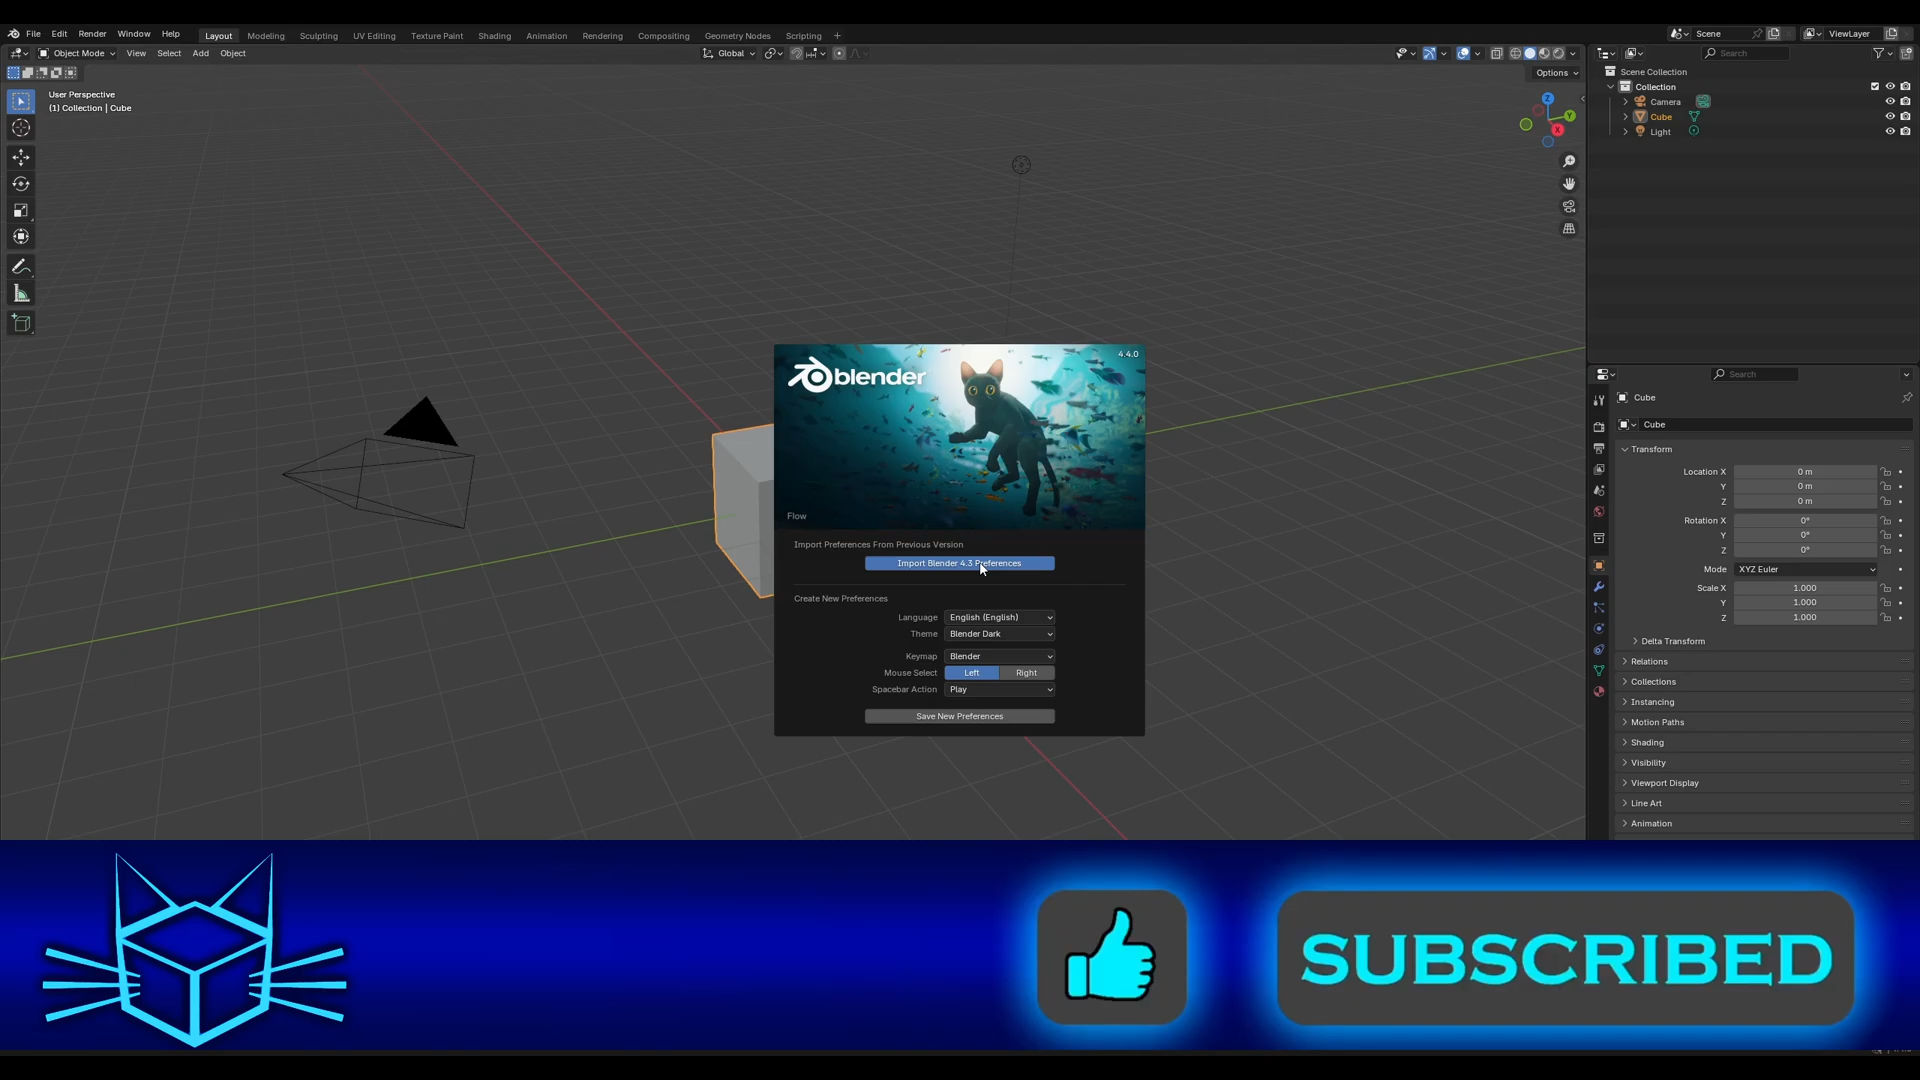 File Edit Render Window Help Layout Modeling Sculpting UV Editing Texture Paint Shading Animation Rendering Compositing Geometry Nodes Scripting + Scene ViewLayer
Object Mode View Select Add Object Global Search
Options
User Perspective
(1) Collection | Cube
Z
Y
X
Scene Collection
Collection
Camera
Cube
Light
blender
4.4.0
Flow
Import Preferences From Previous Version
Import Blender 4.3 Preferences
Create New Preferences
Language English (English)
Theme Blender Dark
Keymap Blender
Mouse Select Left Right
Spacebar Action Play
Save New Preferences
Search
Cube
Cube
Transform
Location X 0 m
Y 0 m
Z 0 m
Rotation X 0°
Y 0°
Z 0°
Mode XYZ Euler
Scale X 1.000
Y 1.000
Z 1.000
Delta Transform
Relations
Collections
Instancing
Motion Paths
Shading
Visibility
Viewport Display
Line Art
Animation
SUBSCRIBED